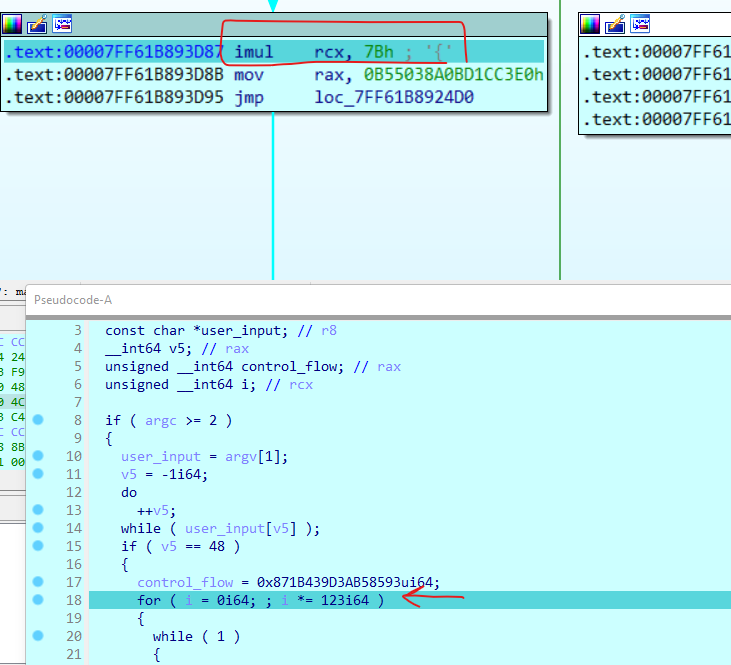 .text:00007FF61B893D87 imul    rcx, 7Bh ; '{'
.text:00007FF61B893D8B mov     rax, 0B55038A0BD1CC3E0h
.text:00007FF61B893D95 jmp     loc_7FF61B8924D0
.text:00007FF61
.text:00007FF61
.text:00007FF61
.text:00007FF61
Pseudocode-A
3 const char *user_input; // r8
4 __int64 v5; // rax
5 unsigned __int64 control_flow; // rax
6 unsigned __int64 i; // rcx
7
8 if ( argc >= 2 )
9 {
10 user_input = argv[1];
11 v5 = -1i64;
12 do
13 ++v5;
14 while ( user_input[v5] );
15 if ( v5 == 48 )
16 {
17 control_flow = 0x871B439D3AB58593ui64;
18 for ( i = 0i64; ; i *= 123i64 )
19 {
20 while ( 1 )
21 {